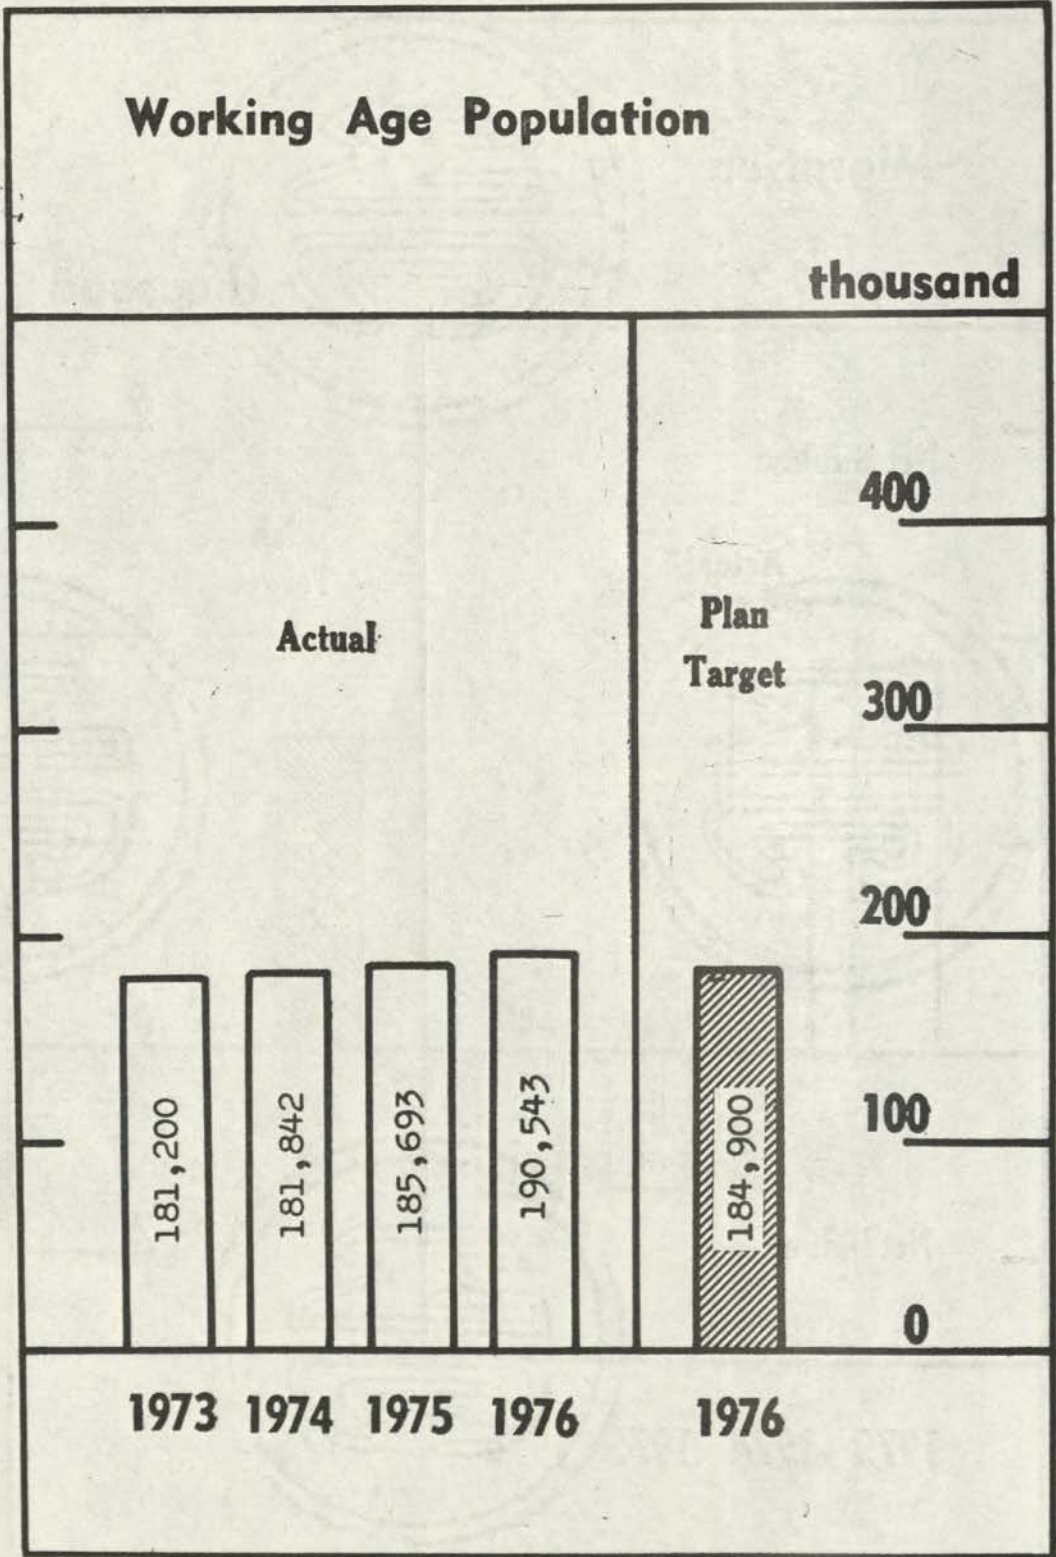 Working Age Population
thousand
400
Actual
Plan
Target
300
200
100
181,200
181,842
185,693
190,543
184,900
0
1973 1974 1975 1976 1976